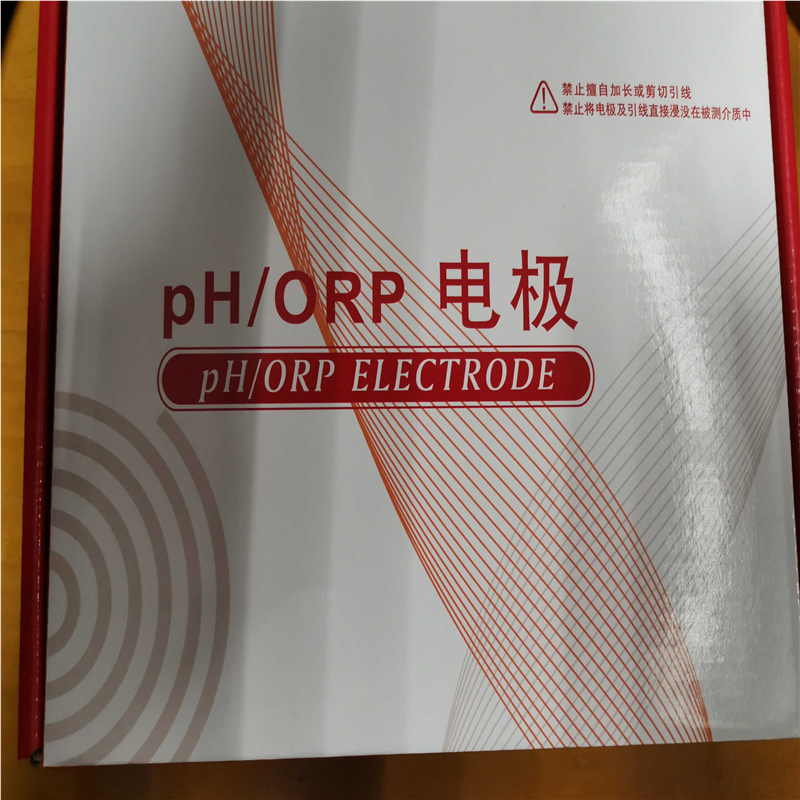 禁止擅自加长或剪切引线
禁止将电极及引线直接浸没在被测介质中
pH/ORP 电极
pH/ORP ELECTRODE